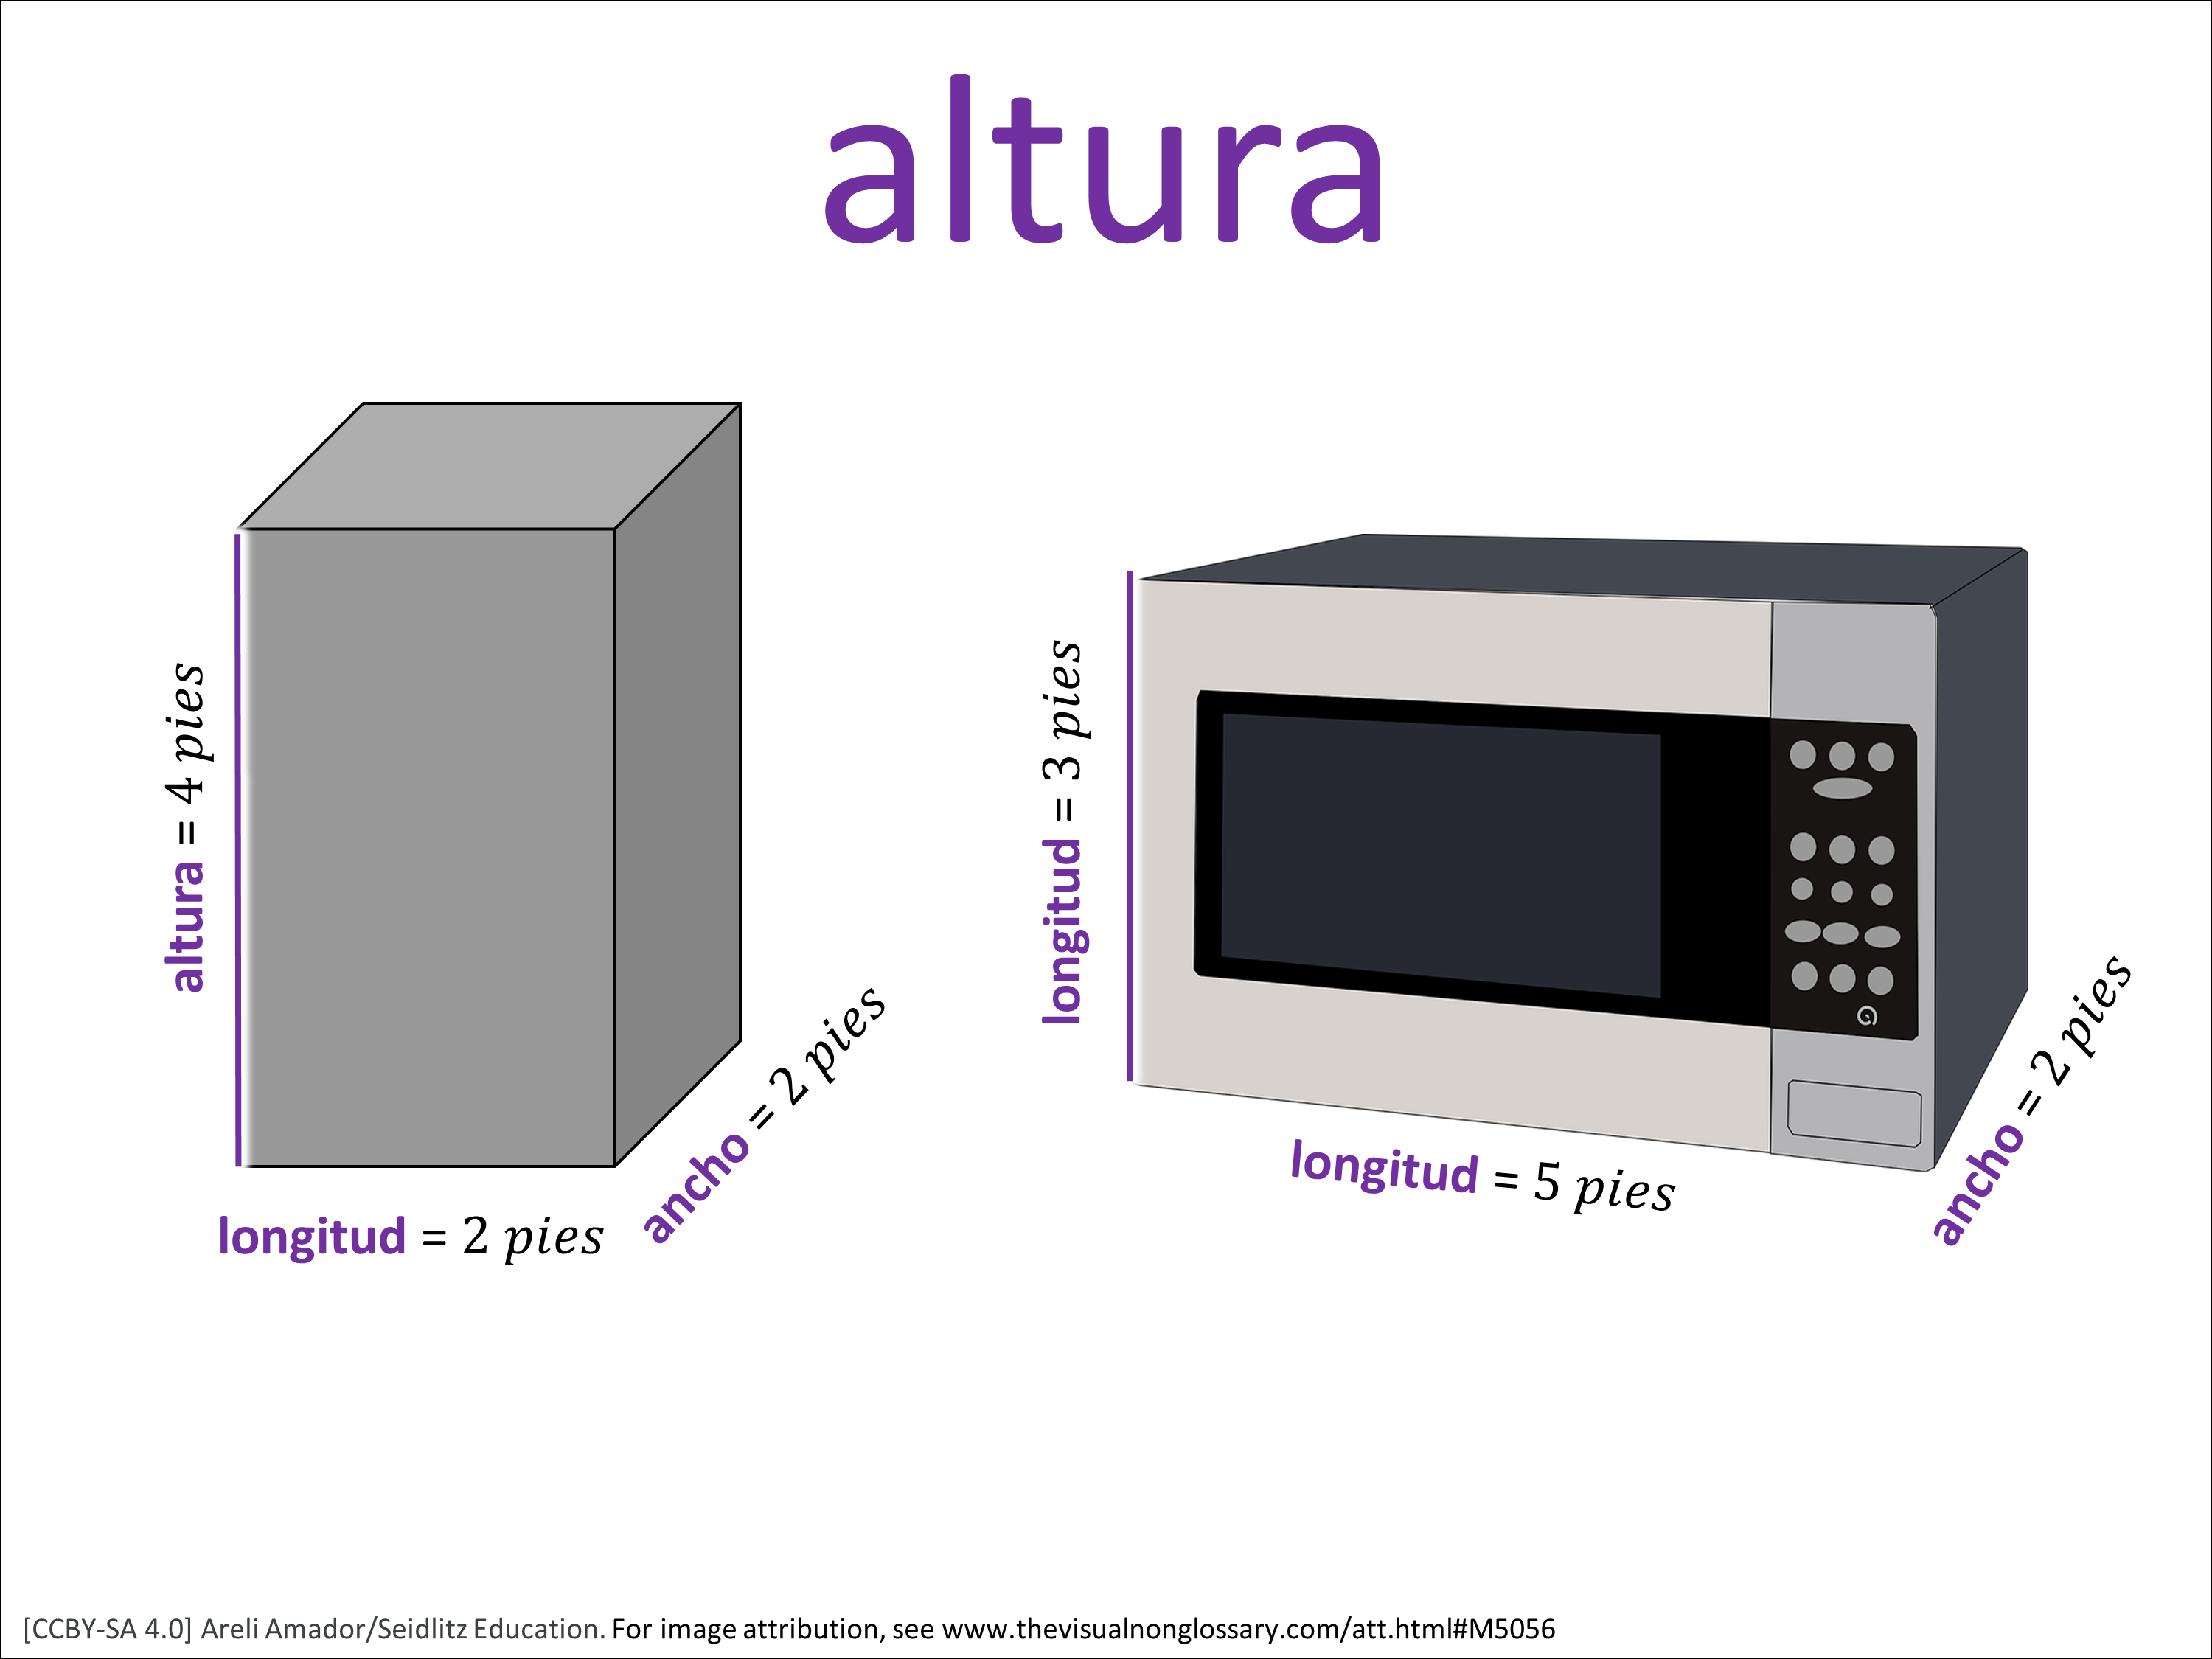 altura
altura = 4 pies
longitud = 2 pies
ancho = 2 pies
longitud = 3 pies
longitud = 5 pies
ancho = 2 pies
[CCBY-SA 4.0] Areli Amador/Seidlitz Education. For image attribution, see www.thevisualnonglossary.com/att.html#M5056